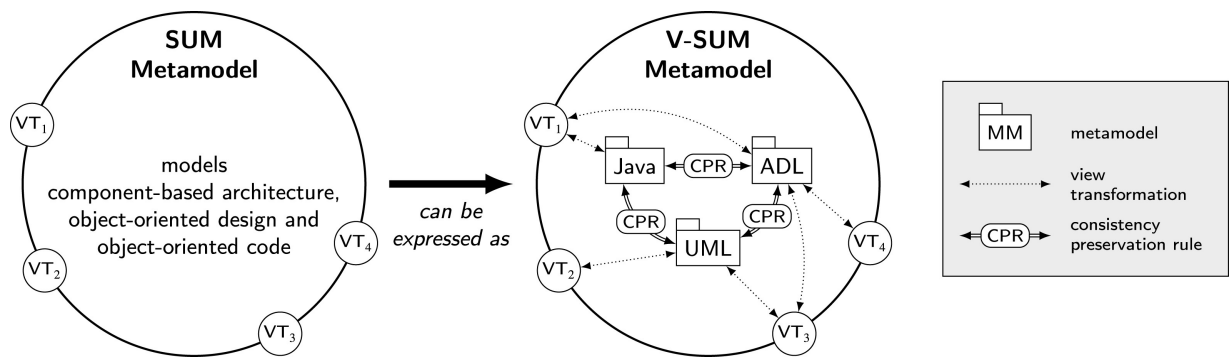 SUM
Metamodel
VT₁
models
component-based architecture,
object-oriented design and
object-oriented code
VT₂
VT₄
VT₃
can be
expressed as
V-SUM
Metamodel
VT₁
Java
CPR
ADL
CPR
CPR
UML
VT₂
VT₄
VT₃
MM
metamodel
view
transformation
CPR
consistency
preservation rule